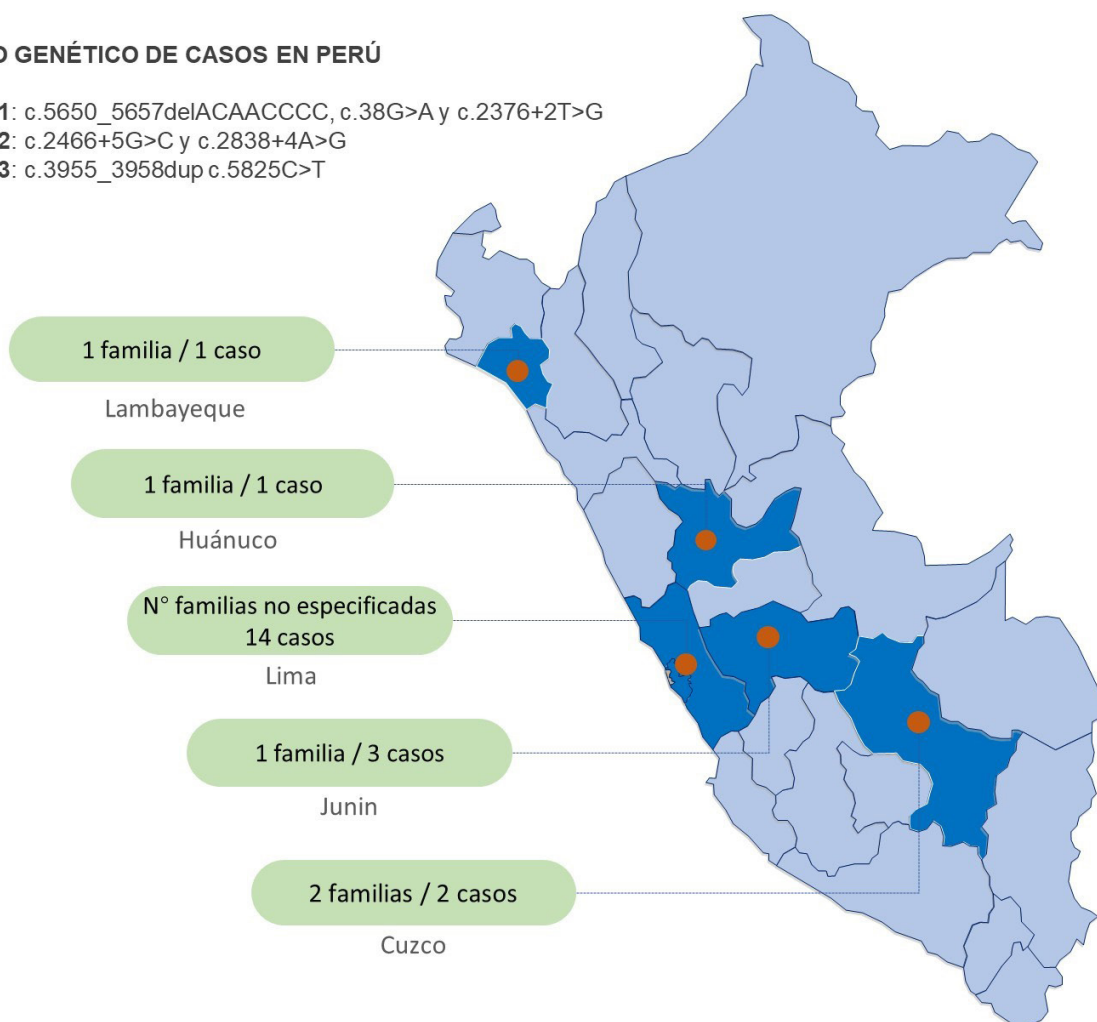 O GENÉTICO DE CASOS EN PERÚ
1: c.5650_5657delACAACCCC, c.38G>A y c.2376+2T>G
2: c.2466+5G>C y c.2838+4A>G
3: c.3955_3958dup c.5825C>T
1 familia / 1 caso
Lambayeque
1 familia / 1 caso
Huánuco
N° familias no especificadas
14 casos
Lima
1 familia / 3 casos
Junin
2 familias / 2 casos
Cuzco